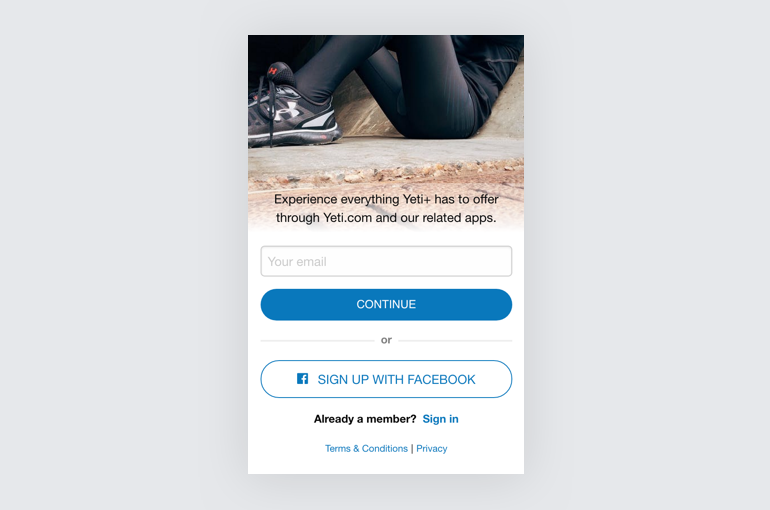 Experience everything Yeti+ has to offer
through Yeti.com and our related apps.
Your email
CONTINUE
or
SIGN UP WITH FACEBOOK
Already a member? Sign in
Terms & Conditions | Privacy